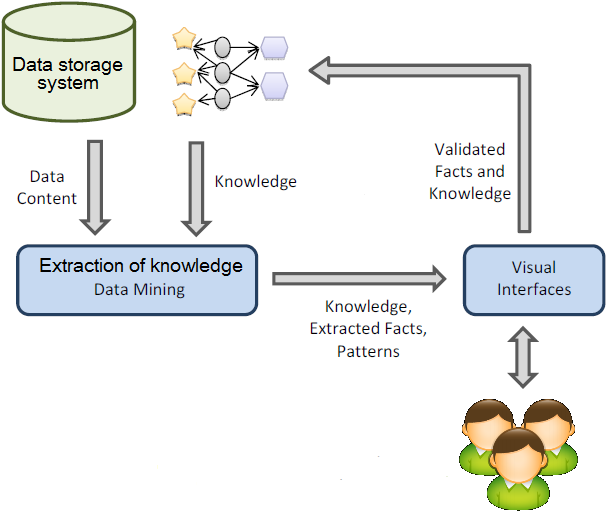 Data storage
system
Data
Content
Knowledge
Validated
Facts and
Knowledge
Extraction of knowledge
Data Mining
Visual
Interfaces
Knowledge,
Extracted Facts,
Patterns